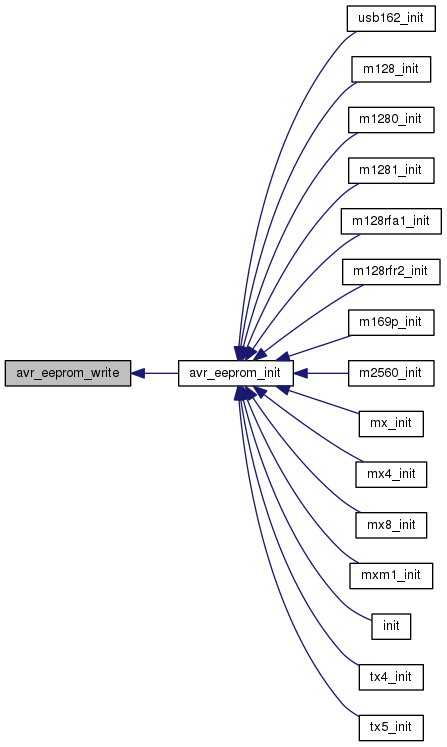 usb162_init
m128_init
m1280_init
m1281_init
m128rfa1_init
m128rfr2_init
m169p_init
avr_eeprom_write
avr_eeprom_init
m2560_init
mx_init
mx4_init
mx8_init
mxm1_init
init
tx4_init
tx5_init